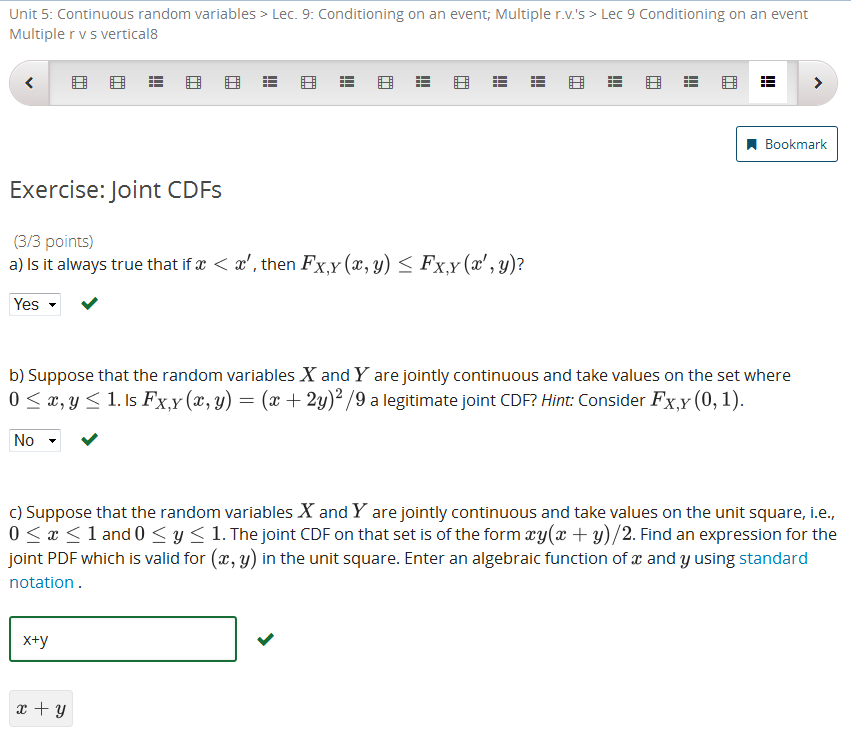 Unit 5: Continuous random variables > Lec. 9: Conditioning on an event; Multiple r.v.'s > Lec 9 Conditioning on an event
Multiple r v s vertical8
Bookmark
Exercise: Joint CDFs
(3/3 points)
a) Is it always true that if x < x′, then F_{X,Y}(x, y) ≤ F_{X,Y}(x′, y)?
Yes
b) Suppose that the random variables X and Y are jointly continuous and take values on the set where
0 ≤ x, y ≤ 1. Is F_{X,Y}(x, y) = (x + 2y)²/9 a legitimate joint CDF? Hint: Consider F_{X,Y}(0, 1).
No
c) Suppose that the random variables X and Y are jointly continuous and take values on the unit square, i.e.,
0 ≤ x ≤ 1 and 0 ≤ y ≤ 1. The joint CDF on that set is of the form xy(x + y)/2. Find an expression for the
joint PDF which is valid for (x, y) in the unit square. Enter an algebraic function of x and y using standard
notation .
x+y
x + y